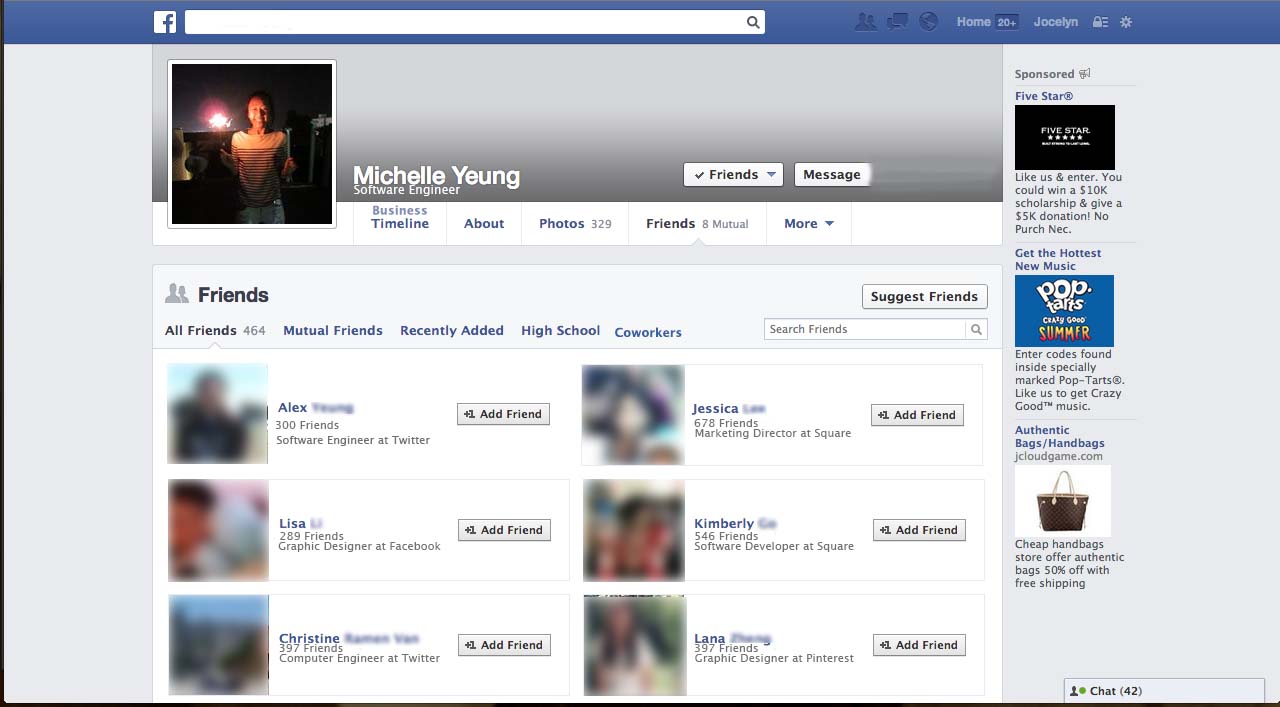 Home 20+ Jocelyn
Michelle Yeung
Software Engineer
Friends
Message
Business
Timeline
About
Photos 329
Friends 8 Mutual
More
Friends
Suggest Friends
All Friends 464
Mutual Friends
Recently Added
High School
Coworkers
Search Friends
Alex
300 Friends
Software Engineer at Twitter
+1 Add Friend
Jessica
678 Friends
Marketing Director at Square
+1 Add Friend
Lisa
289 Friends
Graphic Designer at Facebook
+1 Add Friend
Kimberly
546 Friends
Software Developer at Square
+1 Add Friend
Christine
397 Friends
Computer Engineer at Twitter
+1 Add Friend
Lana
397 Friends
Graphic Designer at Pinterest
+1 Add Friend
Sponsored
Five Star®
FIVE STAR.
BUILT STRONG TO LAST LONG.
Like us & enter. You
could win a $10K
scholarship & give a
$5K donation! No
Purch Nec.
Get the Hottest
New Music
POP.
tarts
CRAZY GOOD
SUMMER
Enter codes found
inside specially
marked Pop-Tarts®.
Like us to get Crazy
Good™ music.
Authentic
Bags/Handbags
jcloudgame.com
Cheap handbags
store offer authentic
bags 50% off with
free shipping
Chat (42)